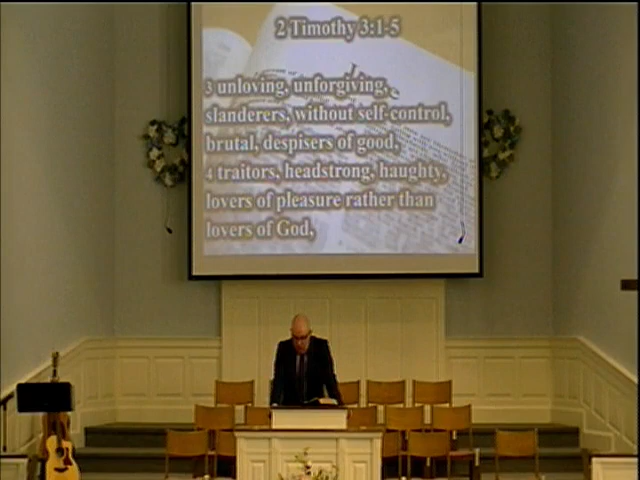 2 Timothy 3:1-5
3 unloving, unforgiving,
slanderers, without self-control,
brutal, despisers of good,
4 traitors, headstrong, haughty,
lovers of pleasure rather than
lovers of God,